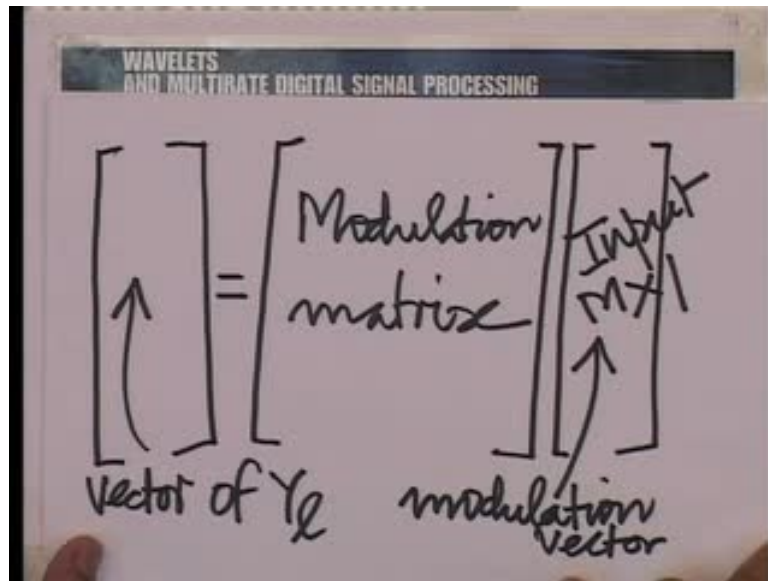 WAVELETS
AND MULTIRATE DIGITAL SIGNAL PROCESSING
Modulation
matrix
=
Input
MX1
vector of Yl
modulation
vector